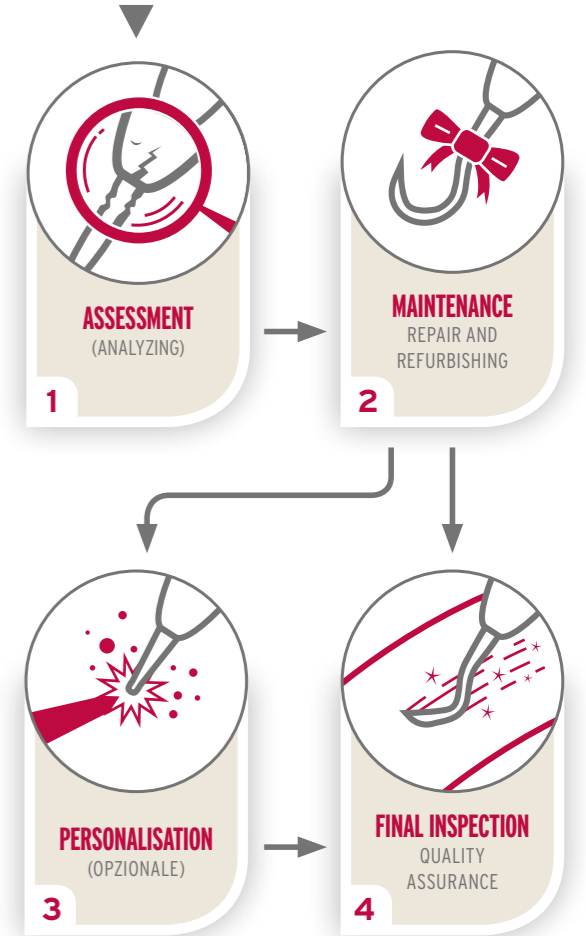 ASSESSMENT
(ANALYZING)
1
MAINTENANCE
REPAIR AND
REFURBISHING
2
PERSONALISATION
(OPZIONALE)
3
FINAL INSPECTION
QUALITY
ASSURANCE
4